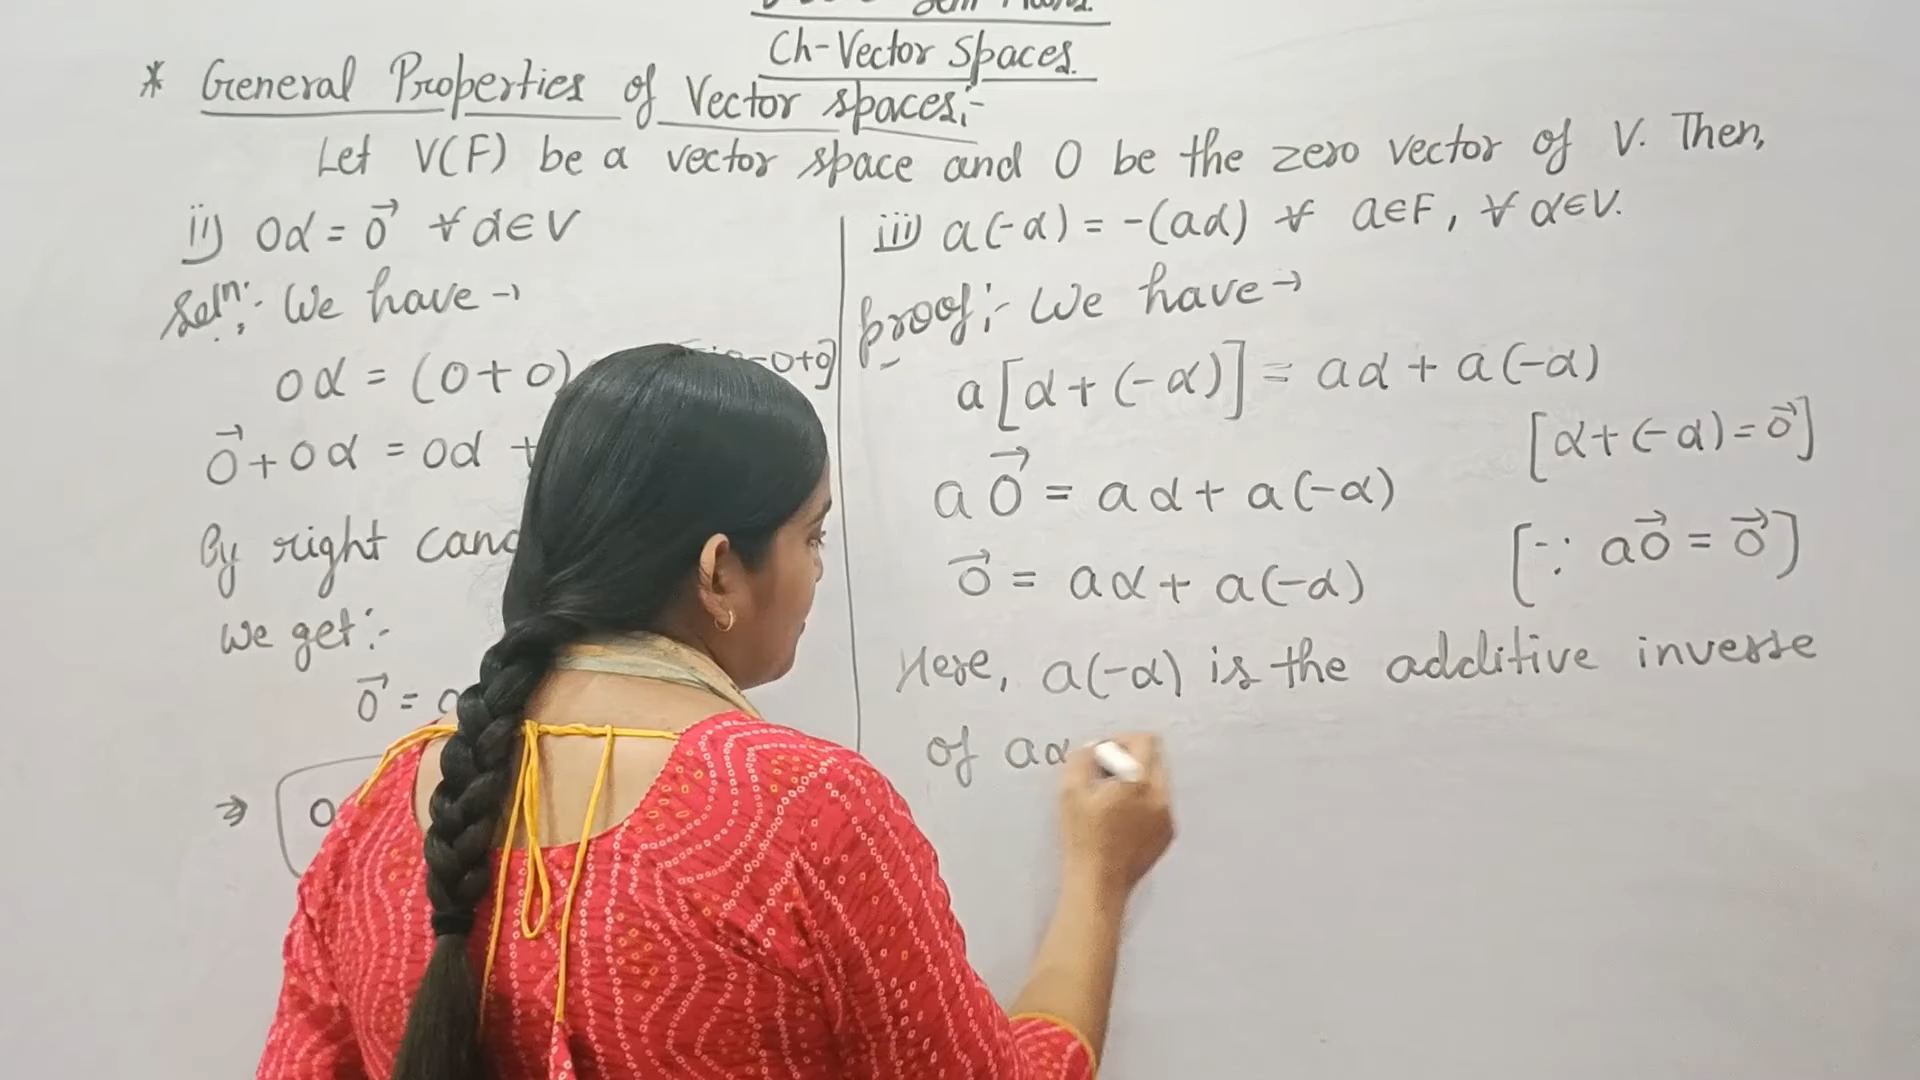 Ch-Vector Spaces.
* General Properties of Vector spaces:-
Let V(F) be a vector space and 0 be the zero vector of V. Then,
ii) 0α = 0⃗ ∀ α∈V
Solⁿ:- We have →
0α = (0+0) 0+0]
0⃗ + 0α = 0α +
By right canc
we get:-
0⃗ =
⇒ 0
iii) a(-α) = -(aα) ∀ a∈F, ∀ α∈V.
Proof:- We have →
a[α+(-α)] = aα + a(-α)
[α+(-α)=0⃗]
a0⃗ = aα + a(-α)
0⃗ = aα + a(-α) [∵ a0⃗ = 0⃗]
Here, a(-α) is the additive inverse
of aα